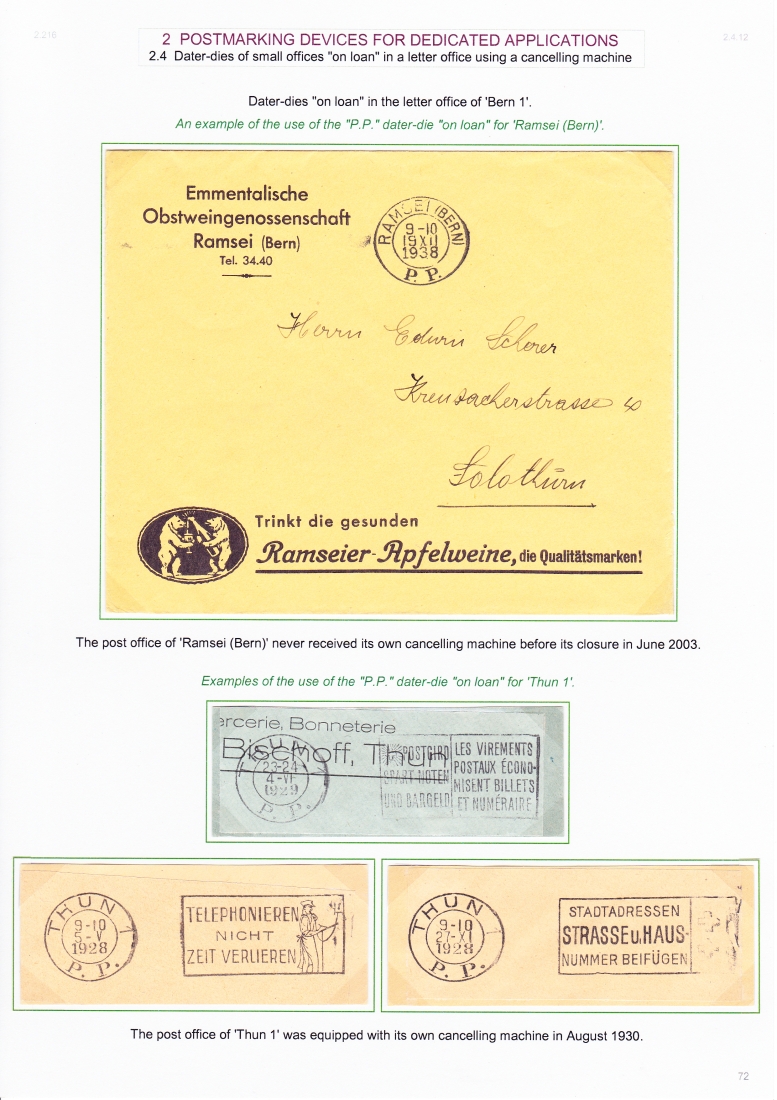 2.216
2.4.12
2 POSTMARKING DEVICES FOR DEDICATED APPLICATIONS
2.4 Dater-dies of small offices "on loan" in a letter office using a cancelling machine
Dater-dies "on loan" in the letter office of 'Bern 1'.
An example of the use of the "P.P." dater-die "on loan" for 'Ramsei (Bern)'.
Emmentalische
Obstweingenossenschaft
Ramsei (Bern)
Tel. 34.40
RAMSEI (BERN)
9-10
19 XII
1938
P. P.
Herrn Edwin Scherer
Solothurn
Trinkt die gesunden
Ramseier-Apfelweine, die Qualitätsmarken!
The post office of 'Ramsei (Bern)' never received its own cancelling machine before its closure in June 2003.
Examples of the use of the "P.P." dater-die "on loan" for 'Thun 1'.
ercerie, Bonneterie
Bischoff, Thun
THUN
23-24
4-VI
1929
P. P.
POSTGIRO
SPART NOTEN
UND BARGELD
LES VIREMENTS
POSTAUX ÉCONO-
MISENT BILLETS
ET NUMÉRAIRE
THUN 1
9-10
5-V
1928
P. P.
TELEPHONIEREN
NICHT
ZEIT VERLIEREN
THUN 1
9-10
27-XI
1928
P. P.
STADTADRESSEN
STRASSE u. HAUS-
NUMMER BEIFÜGEN
The post office of 'Thun 1' was equipped with its own cancelling machine in August 1930.
72